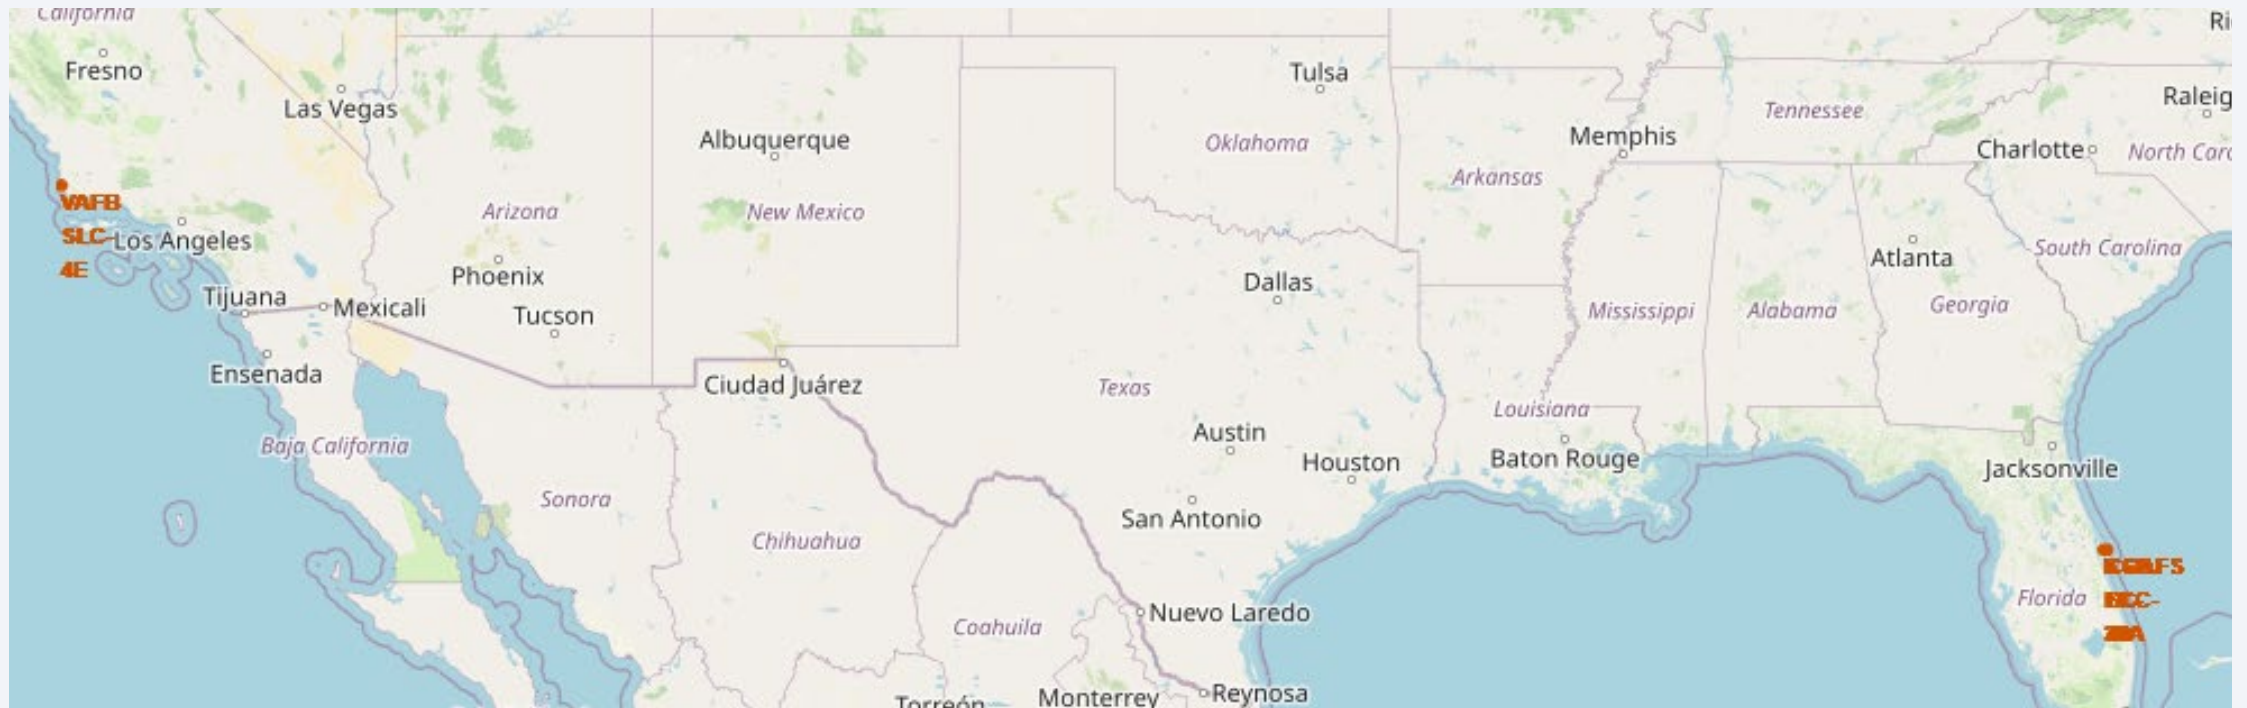 California
Ri
Fresno
Tulsa
Las Vegas
Raleig
Tennessee
Albuquerque
Memphis
Oklahoma
Charlotte
North Caro
Arkansas
VAFB
SLC-
4E
Arizona
New Mexico
Los Angeles
South Carolina
Atlanta
Phoenix
Dallas
Tijuana
Mexicali
Tucson
Mississippi
Alabama
Georgia
Ensenada
Ciudad Juárez
Texas
Louisiana
Austin
Baja California
Houston
Baton Rouge
Jacksonville
Sonora
San Antonio
Chihuahua
Florida
Nuevo Laredo
Coahuila
Torreón
Monterrey
Reynosa